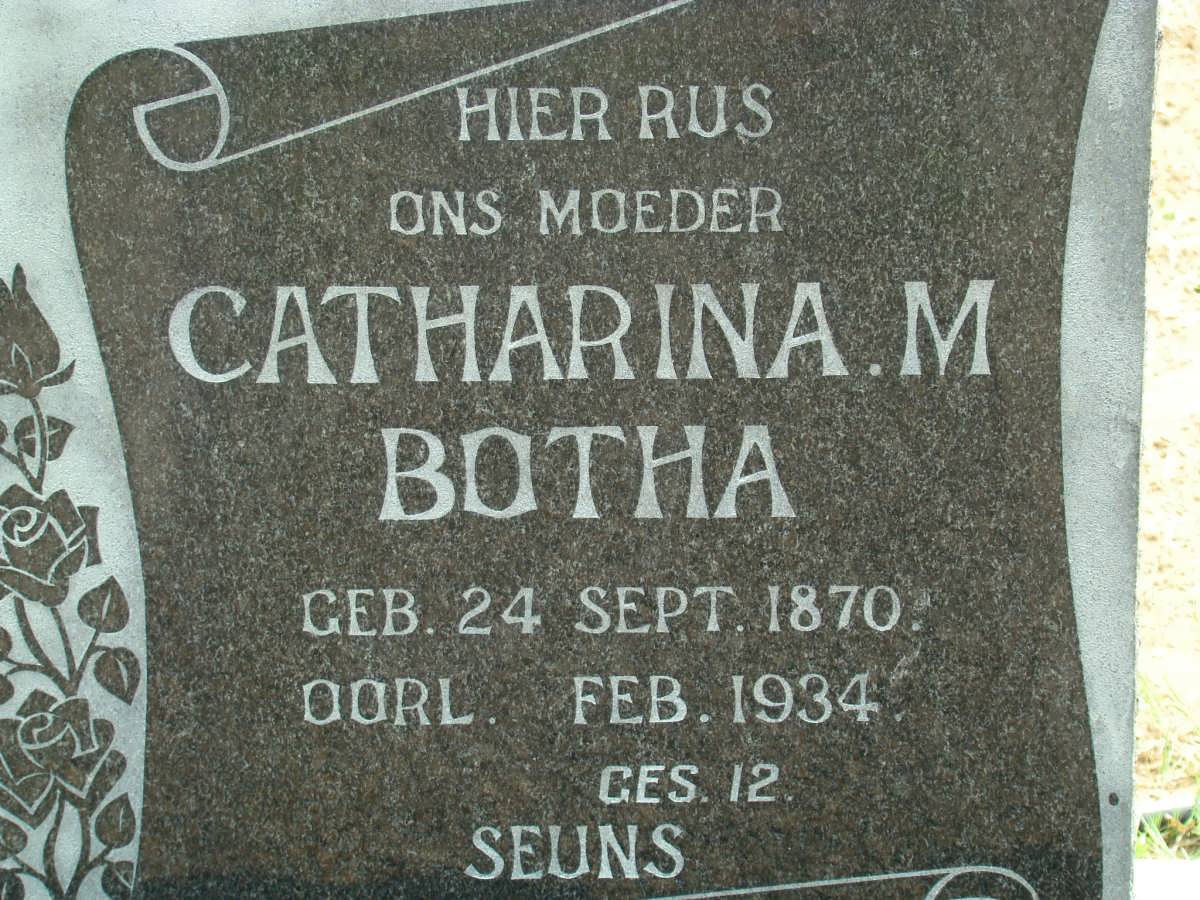 HIER RUS
ONS MOEDER
CATHARINA. M
BOTHA
GEB. 24 SEPT. 1870.
OORL. FEB. 1934.
GES. 12.
SEUNS